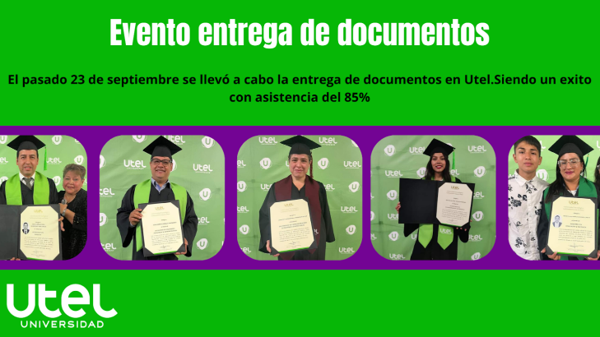 Evento entrega de documentos
El pasado 23 de septiembre se llevó a cabo la entrega de documentos en Utel.Siendo un exito
con asistencia del 85%
utel
UNIVERSIDAD